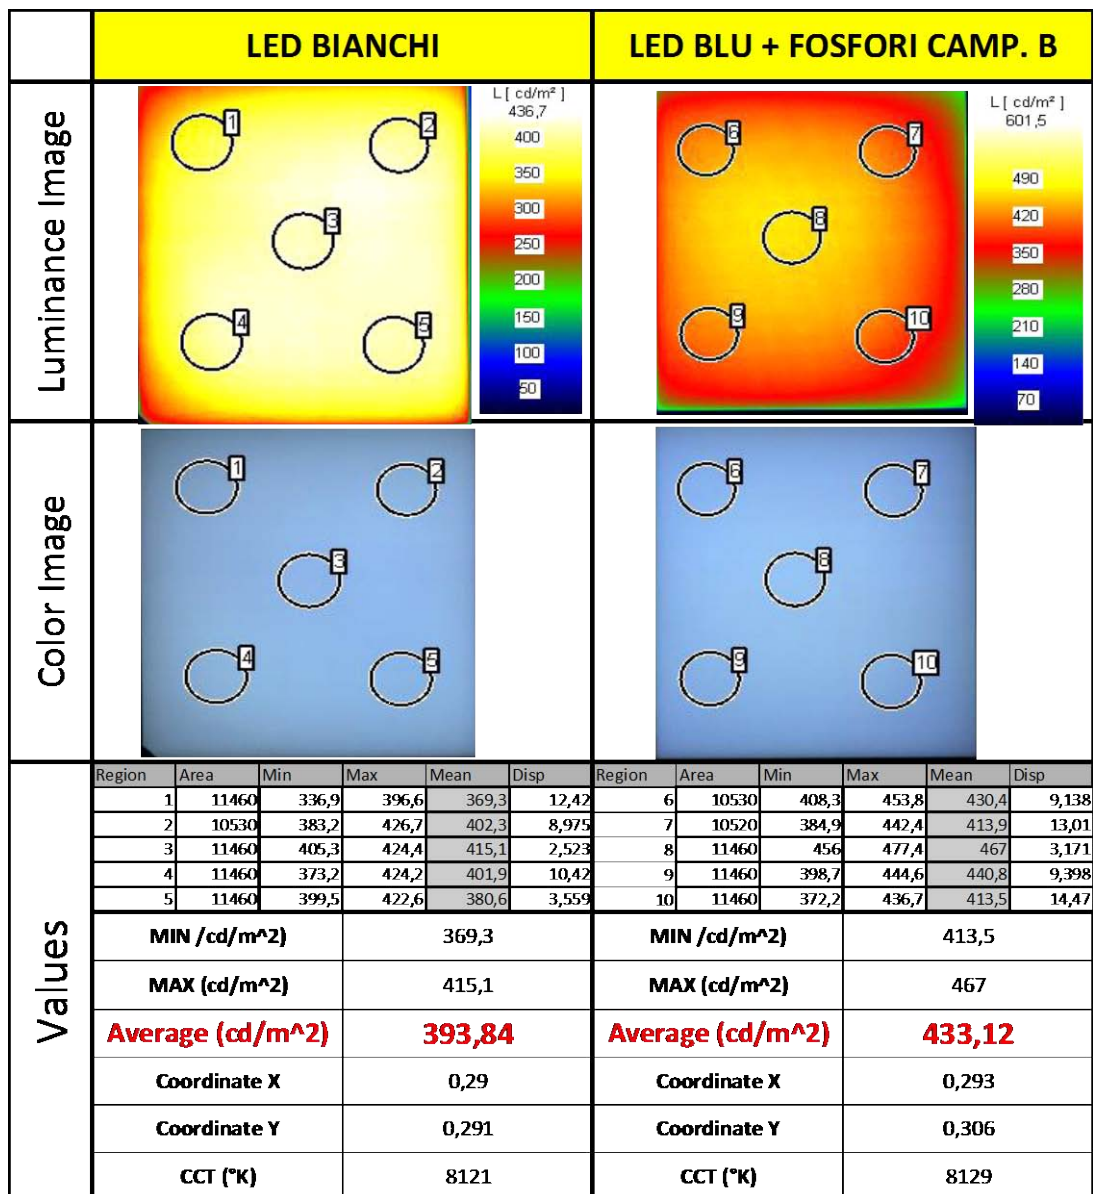 LED BIANCHI LED BLU + FOSFORI CAMP. B
Luminance Image
L [ cd/m² ]
436,7
400
350
300
250
200
150
100
50
1
2
3
4
5
L [ cd/m² ]
601,5
490
420
350
280
210
140
70
6
7
8
9
10
Color Image
1
2
3
4
5
6
7
8
9
10
Values
Region Area Min Max Mean Disp Region Area Min Max Mean Disp
1 11460 336,9 396,6 369,3 12,42 6 10530 408,3 453,8 430,4 9,138
2 10530 383,2 426,7 402,3 8,975 7 10520 384,9 442,4 413,9 13,01
3 11460 405,3 424,4 415,1 2,523 8 11460 456 477,4 467 3,171
4 11460 373,2 424,2 401,9 10,42 9 11460 398,7 444,6 440,8 9,398
5 11460 399,5 422,6 380,6 3,559 10 11460 372,2 436,7 413,5 14,47
MIN /cd/m^2) 369,3 MIN /cd/m^2) 413,5
MAX (cd/m^2) 415,1 MAX (cd/m^2) 467
Average (cd/m^2) 393,84 Average (cd/m^2) 433,12
Coordinate X 0,29 Coordinate X 0,293
Coordinate Y 0,291 Coordinate Y 0,306
CCT (°K) 8121 CCT (°K) 8129